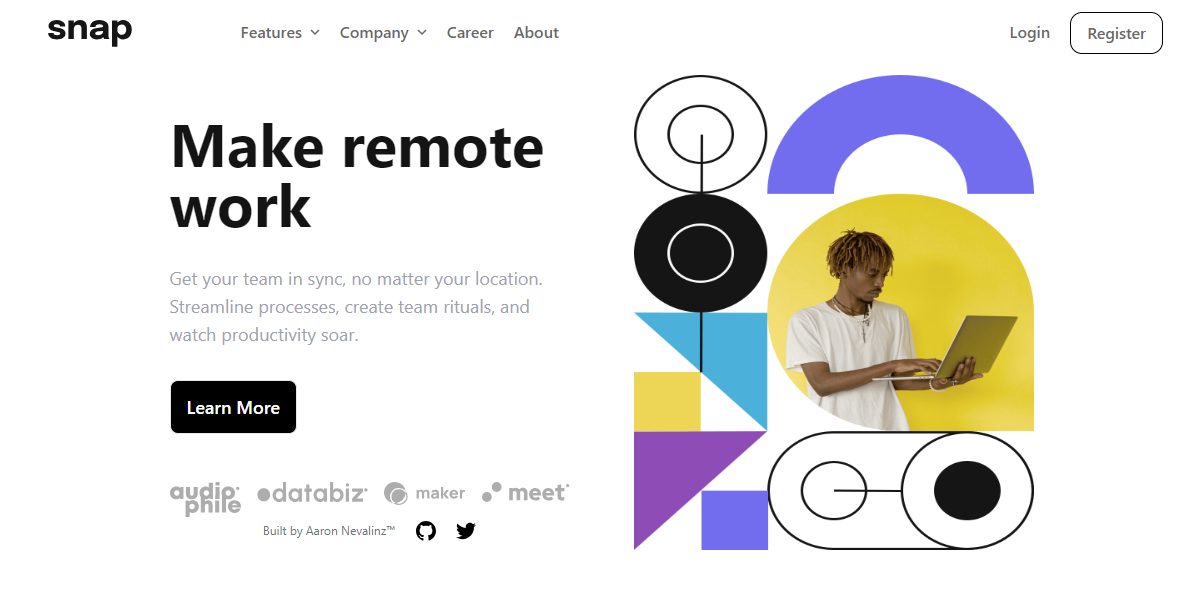 snap
Features
Company
Career
About
Login
Register
Make remote
work
Get your team in sync, no matter your location.
Streamline processes, create team rituals, and
watch productivity soar.
Learn More
audio
phile
databiz
maker
meet
Built by Aaron Nevalinz™